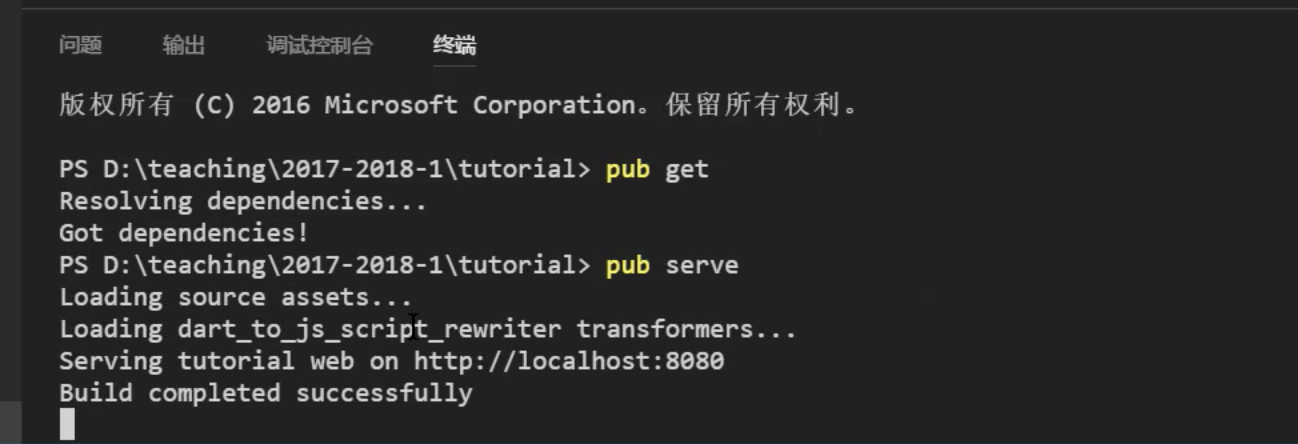 问题 输出 调试控制台 终端
版权所有 (C) 2016 Microsoft Corporation。保留所有权利。
PS D:\teaching\2017-2018-1\tutorial> pub get
Resolving dependencies...
Got dependencies!
PS D:\teaching\2017-2018-1\tutorial> pub serve
Loading source assets...
Loading dart_to_js_script_rewriter transformers...
Serving tutorial web on http://localhost:8080
Build completed successfully